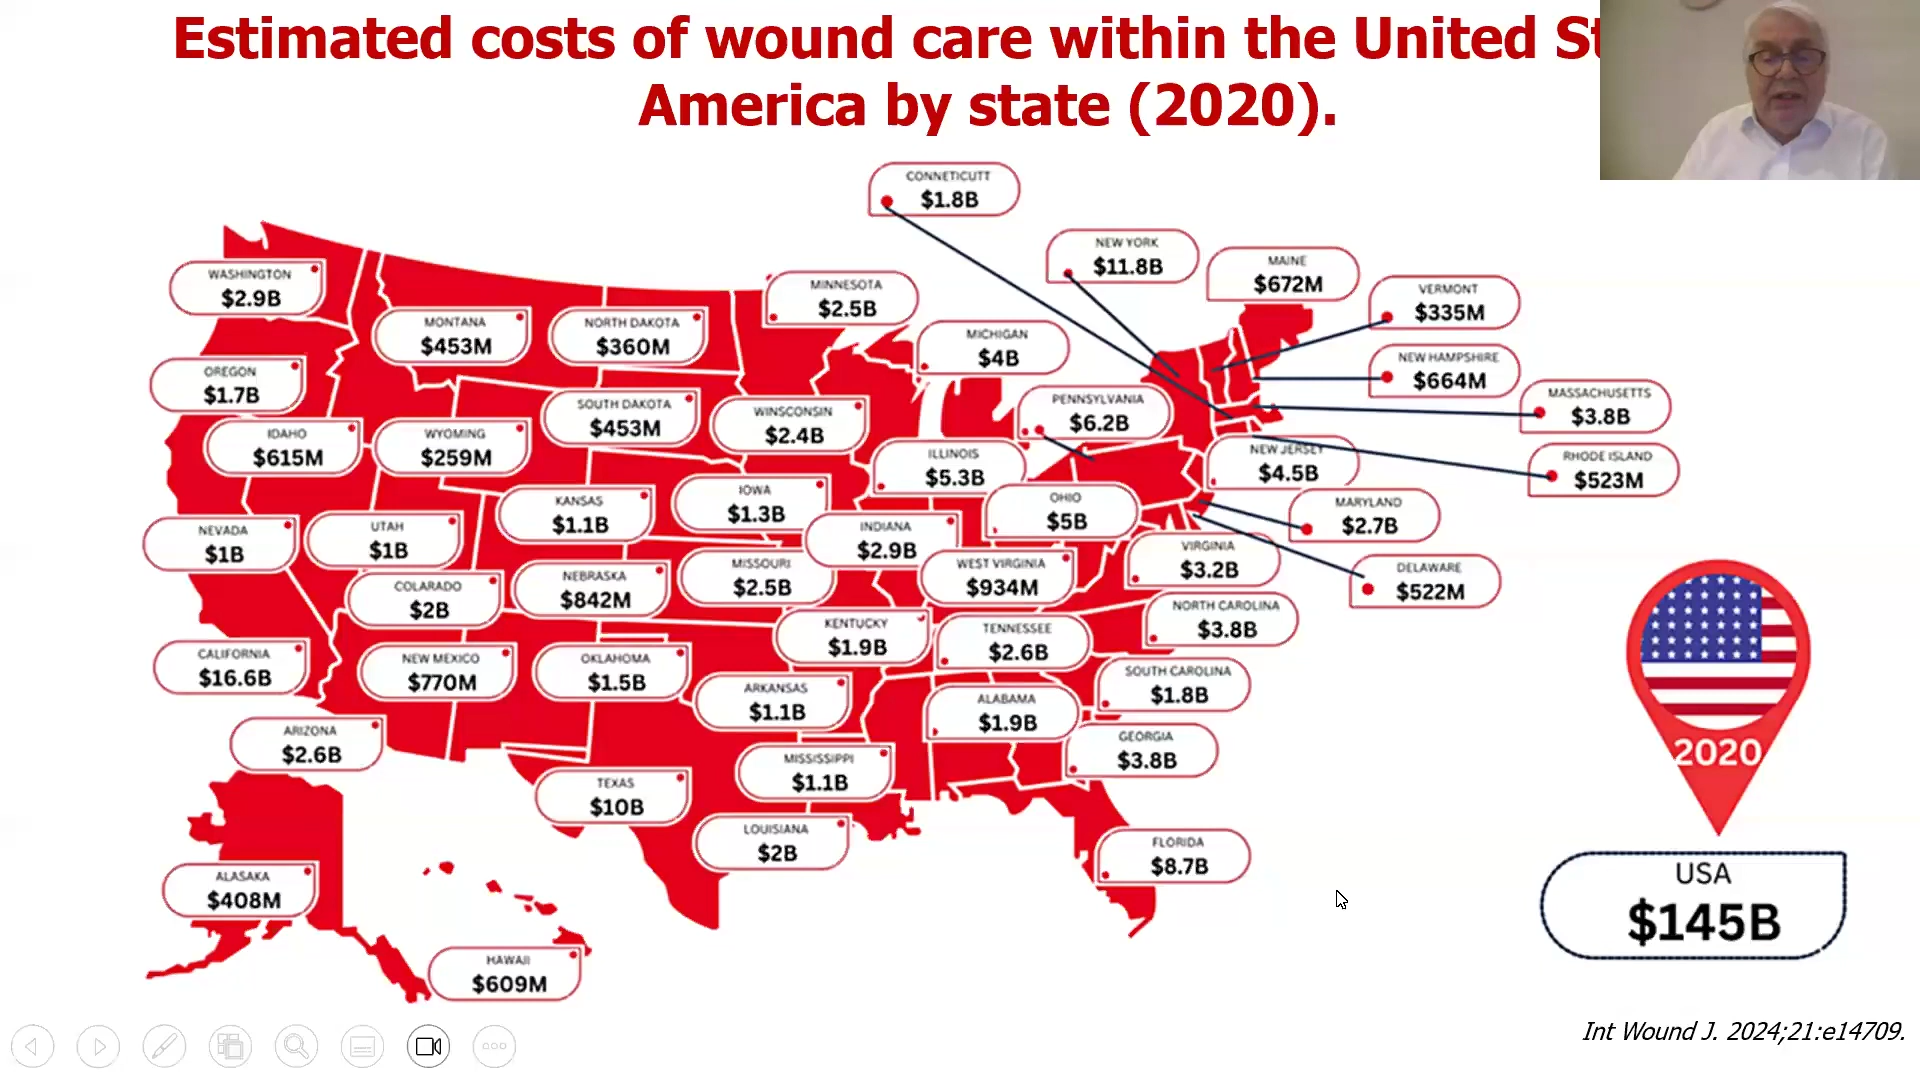 Estimated costs of wound care within the United St
America by state (2020).
CONNETICUTT
$1.8B
NEW YORK
$11.8B
MAINE
$672M
VERMONT
$335M
WASHINGTON
$2.9B
MINNESOTA
$2.5B
MONTANA
$453M
NORTH DAKOTA
$360M
MICHIGAN
$4B
NEW HAMPSHIRE
$664M
OREGON
$1.7B
MASSACHUSETTS
$3.8B
SOUTH DAKOTA
$453M
WINSCONSIN
$2.4B
PENNSYLVANIA
$6.2B
IDAHO
$615M
WYOMING
$259M
ILLINOIS
$5.3B
NEW JERSEY
$4.5B
RHODE ISLAND
$523M
KANSAS
$1.1B
IOWA
$1.3B
OHIO
$5B
MARYLAND
$2.7B
NEVADA
$1B
UTAH
$1B
INDIANA
$2.9B
VIRGINIA
$3.2B
COLARADO
$2B
NEBRASKA
$842M
MISSOURI
$2.5B
WEST VIRGINIA
$934M
DELAWARE
$522M
KENTUCKY
$1.9B
TENNESSEE
$2.6B
NORTH CAROLINA
$3.8B
CALIFORNIA
$16.6B
NEW MEXICO
$770M
OKLAHOMA
$1.5B
ARKANSAS
$1.1B
ALABAMA
$1.9B
SOUTH CAROLINA
$1.8B
ARIZONA
$2.6B
MISSISSIPPI
$1.1B
GEORGIA
$3.8B
TEXAS
$10B
LOUISIANA
$2B
FLORIDA
$8.7B
ALASAKA
$408M
HAWAII
$609M
2020
USA
$145B
Int Wound J. 2024;21:e14709.